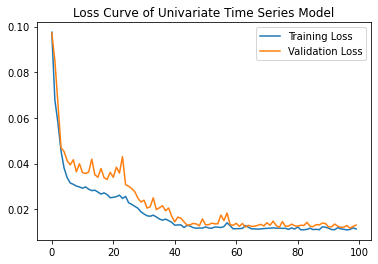 Loss Curve of Univariate Time Series Model
0.10
0.08
0.06
0.04
0.02
Training Loss
Validation Loss
0 20 40 60 80 100